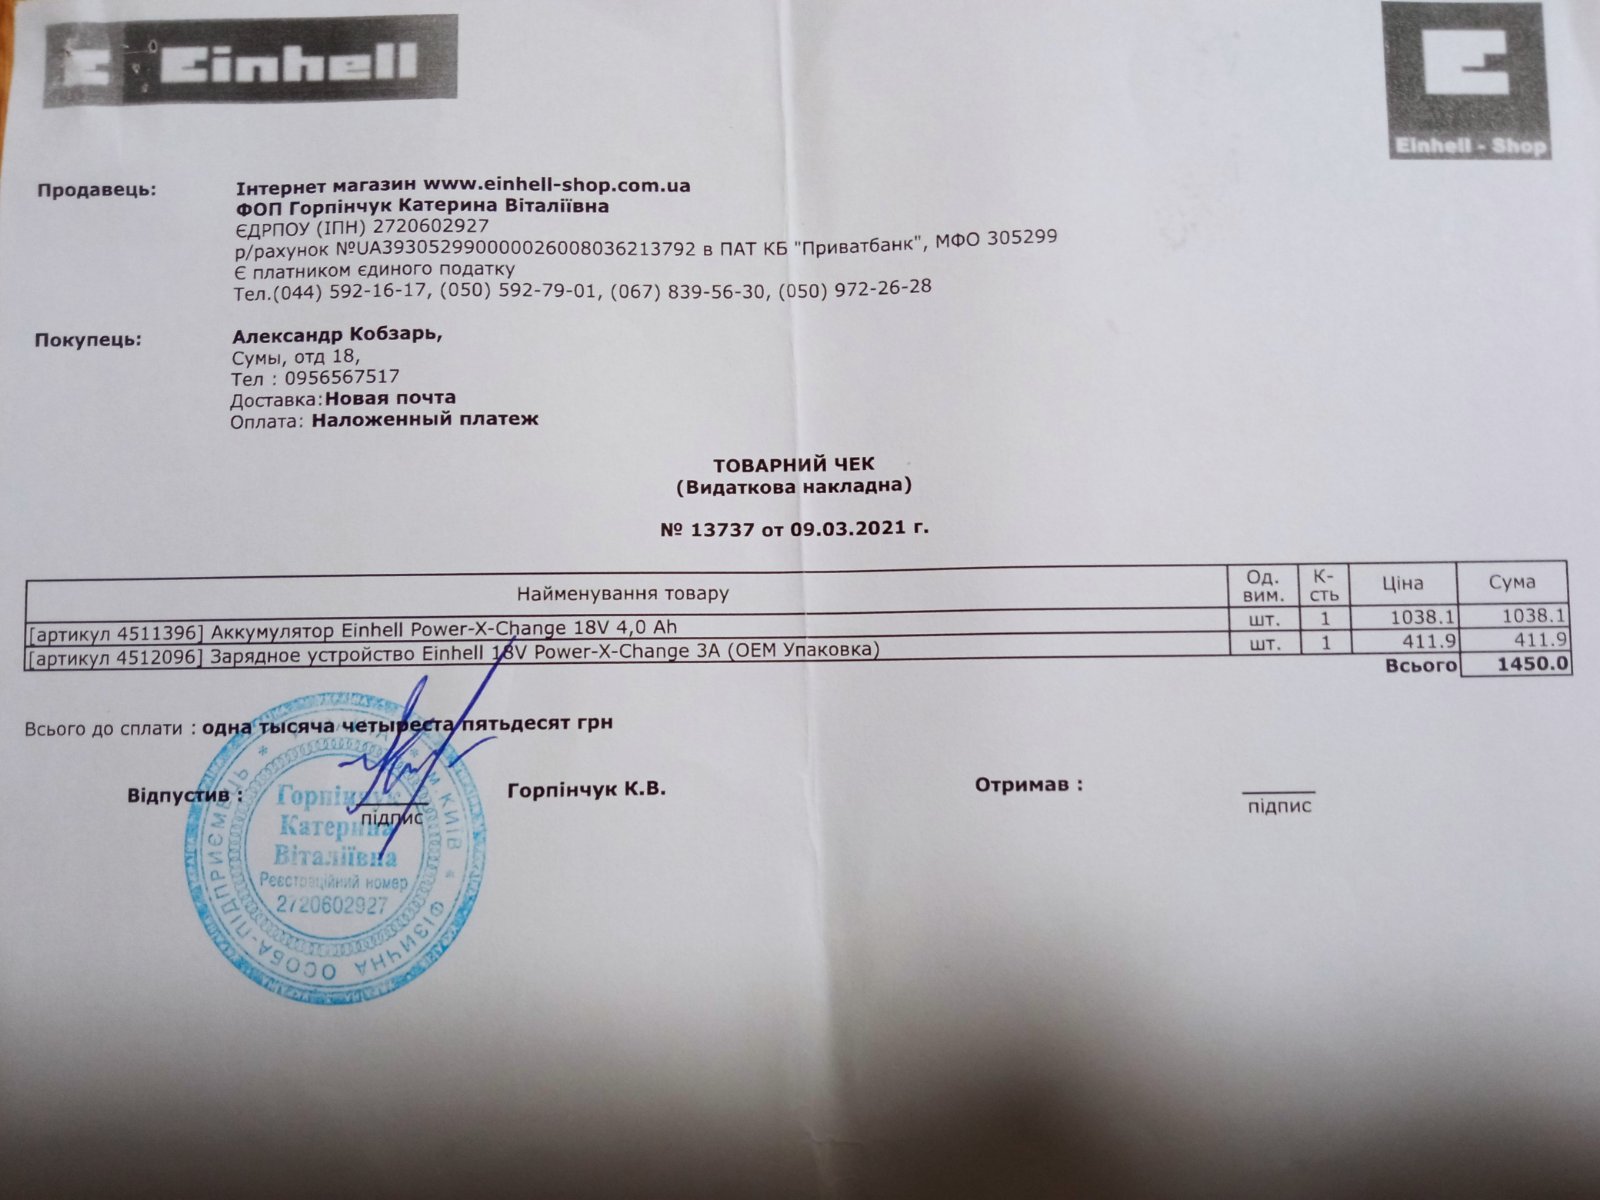 Einhell
Einhell - Shop
Продавець:
Інтернет магазин www.einhell-shop.com.ua
ФОП Горпінчук Катерина Віталіївна
ЄДРПОУ (ІПН) 2720602927
р/рахунок №UA393052990000026008036213792 в ПАТ КБ "Приватбанк", МФО 305299
Є платником єдиного податку
Тел.(044) 592-16-17, (050) 592-79-01, (067) 839-56-30, (050) 972-26-28
Покупець:
Александр Кобзарь,
Сумы, отд 18,
Тел : 0956567517
Доставка:Новая почта
Оплата: Наложенный платеж
ТОВАРНИЙ ЧЕК
(Видаткова накладна)
№ 13737 от 09.03.2021 г.
Найменування товару Од. вим. К-сть Ціна Сума
[артикул 4511396] Аккумулятор Einhell Power-X-Change 18V 4,0 Ah шт. 1 1038.1 1038.1
[артикул 4512096] Зарядное устройство Einhell 18V Power-X-Change 3A (OEM Упаковка) шт. 1 411.9 411.9
Всього 1450.0
Всього до сплати : одна тысяча четыреста пятьдесят грн
Відпустив : Горпінчук К.В. Отримав :
підпис підпис
Горпінчук
Катерина
Віталіївна
Реєстраційний номер
2720602927
ФІЗИЧНА ОСОБА-ПІДПРИЄМЕЦЬ
М.КИЇВ